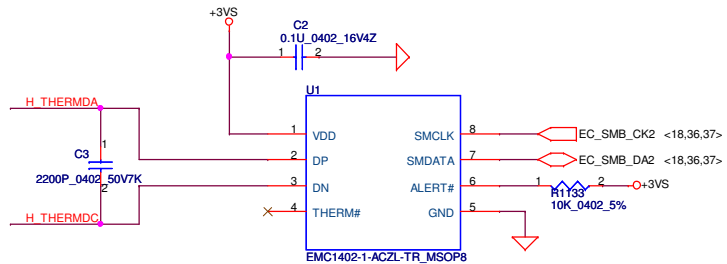 +3VS
C2
0.1U_0402_16V4Z
1 2
U1
H_THERMDA
1 VDD SMCLK 8 EC_SMB_CK2 <18,36,37>
1
C3
2 DP SMDATA 7 EC_SMB_DA2 <18,36,37>
2200P_0402_50V7K
2
3 DN ALERT# 6 1 2 +3VS
R1133
10K_0402_5%
H_THERMDC
4 THERM# GND 5
EMC1402-1-ACZL-TR_MSOP8